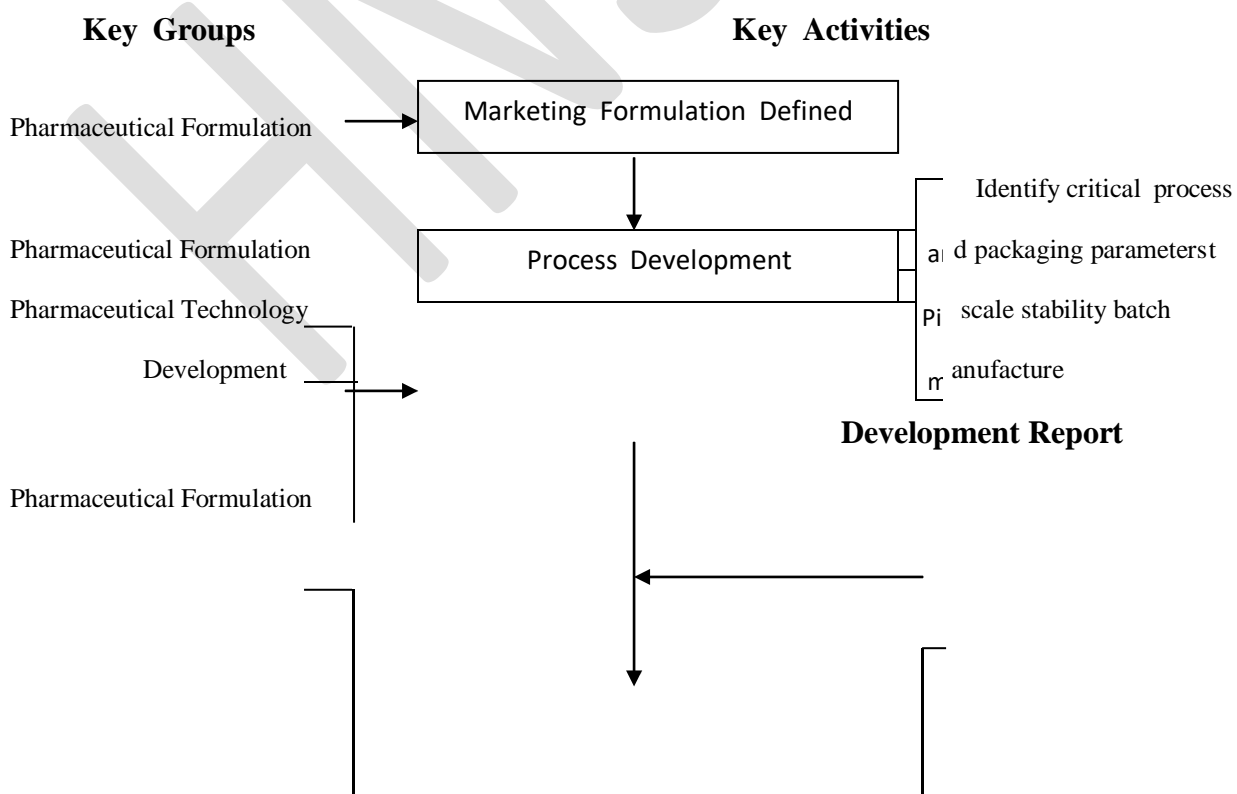 Key Groups
Key Activities
Marketing Formulation Defined
Pharmaceutical Formulation
Identify critical process
Pharmaceutical Formulation
Process Development
d packaging parameterst
Pharmaceutical Technology
Pi scale stability batch
Development
m anufacture
Development Report
Pharmaceutical Formulation